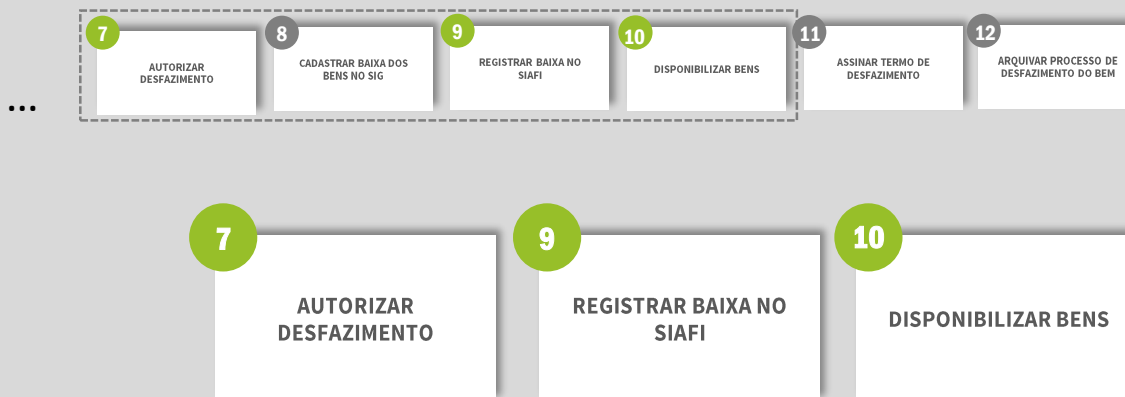 7
AUTORIZAR
DESFAZIMENTO
8
CADASTRAR BAIXA DOS
BENS NO SIG
9
REGISTRAR BAIXA NO
SIAFI
10
DISPONIBILIZAR BENS
11
ASSINAR TERMO DE
DESFAZIMENTO
12
ARQUIVAR PROCESSO DE
DESFAZIMENTO DO BEM
...
7
AUTORIZAR
DESFAZIMENTO
9
REGISTRAR BAIXA NO
SIAFI
10
DISPONIBILIZAR BENS